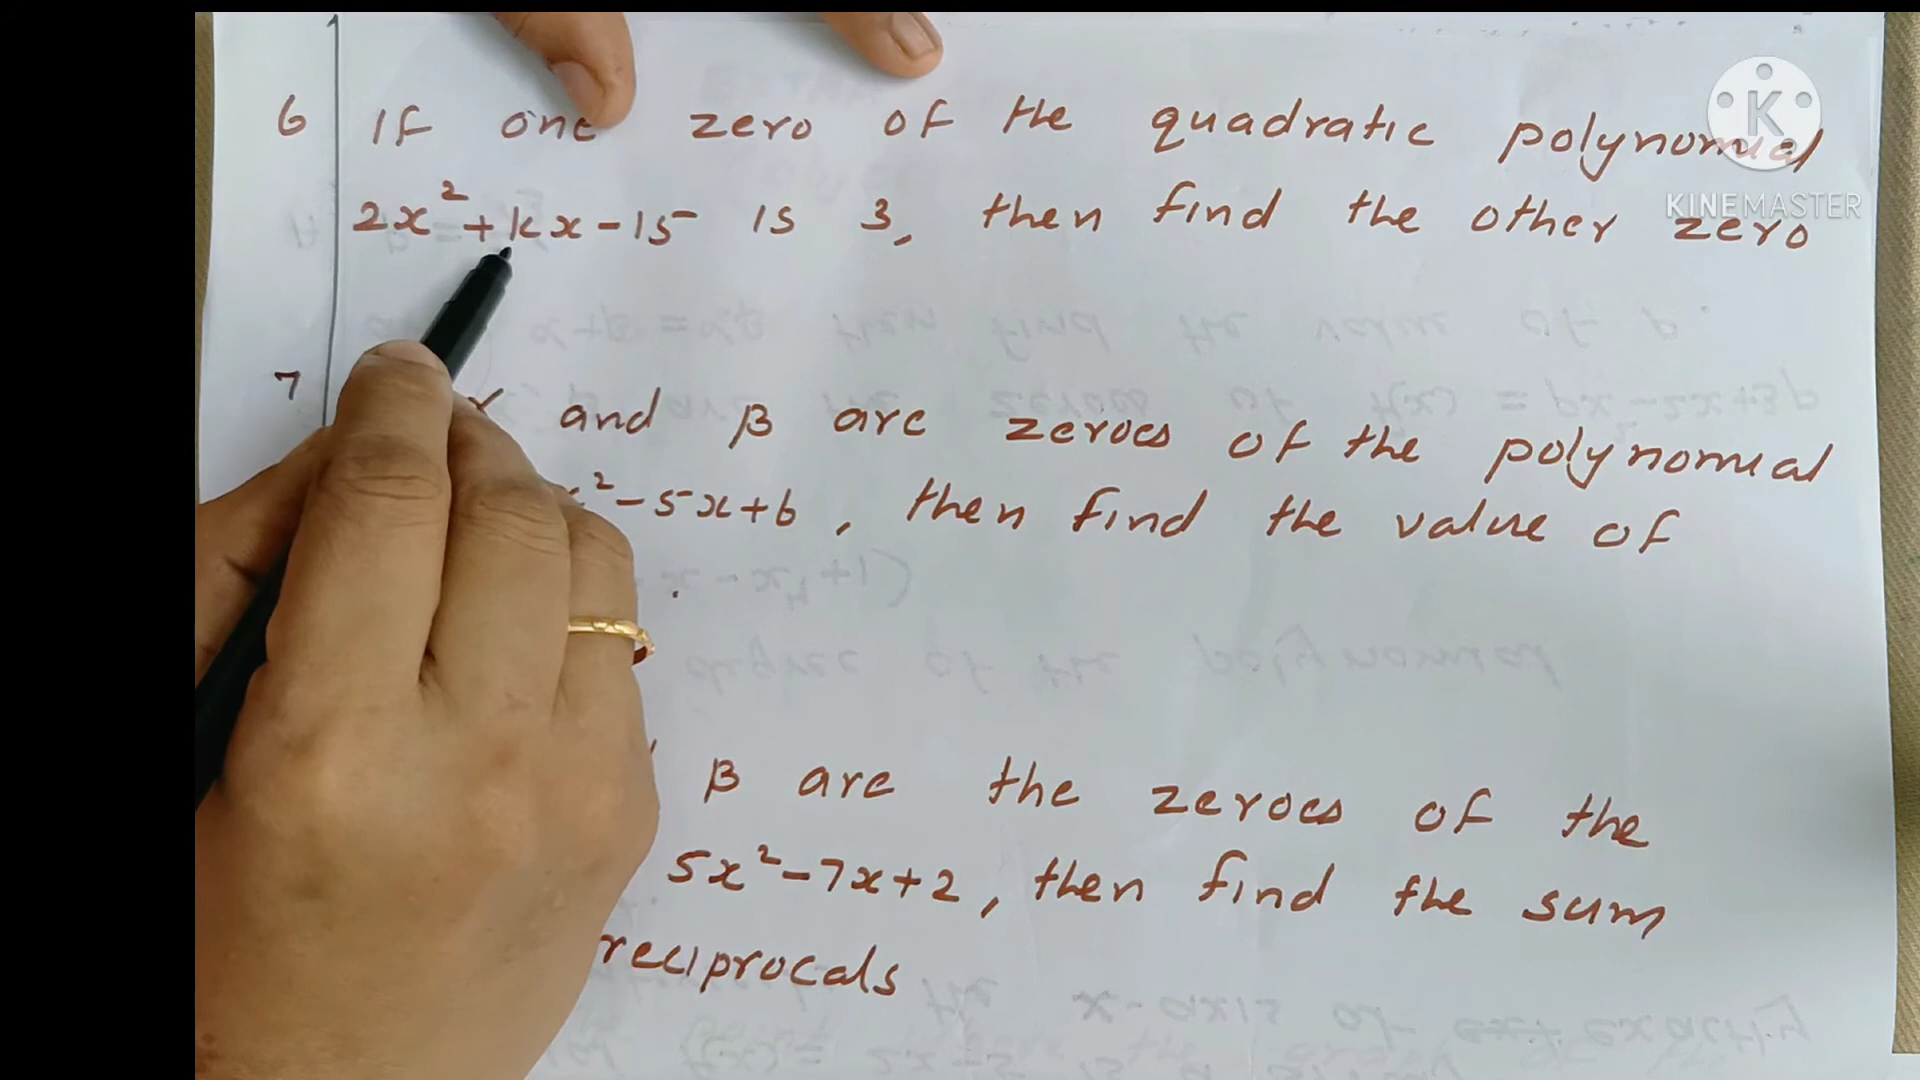 6 If one zero of the quadratic polynomial
2x² + kx - 15 is 3, then find the other zero
7
and β are zeroes of the polynomial
² - 5x + 6, then find the value of
β are the zeroes of the
5x² - 7x + 2, then find the sum
reciprocals
K
KINEMASTER